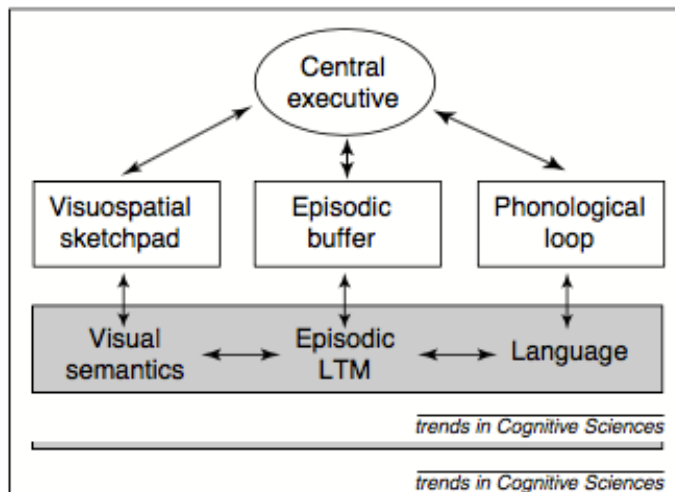 Central
executive
Visuospatial
sketchpad
Episodic
buffer
Phonological
loop
Visual
semantics
Episodic
LTM
Language
trends in Cognitive Sciences
trends in Cognitive Sciences